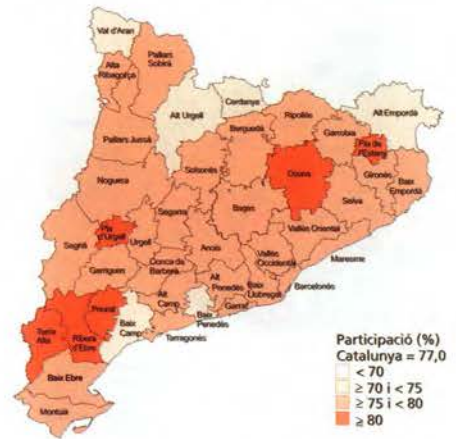 Val d'Aran
Alta
Ribagorça
Pallars
Sobirà
Alt Urgell
Cerdanya
Alt Empordà
Pallars Jussà
Berguedà
Ripollès
Garrotxa
Pla de
l'Estany
Noguera
Solsonès
Osona
Gironès
Baix
Empordà
Segarra
Bages
Selva
Pla
d'Urgell
Urgell
Segrià
Anoia
Vallès Oriental
Vallès
Occidental
Maresme
Garrigues
Conca de
Barberà
Alt
Penedès
Baix
Llobregat
Barcelonès
Alt
Camp
Garraf
Priorat
Baix
Penedès
Terra
Alta
Ribera
d'Ebre
Baix
Camp
Tarragonès
Baix Ebre
Montsià
Participació (%)
Catalunya = 77,0
< 70
≥ 70 i < 75
≥ 75 i < 80
≥ 80